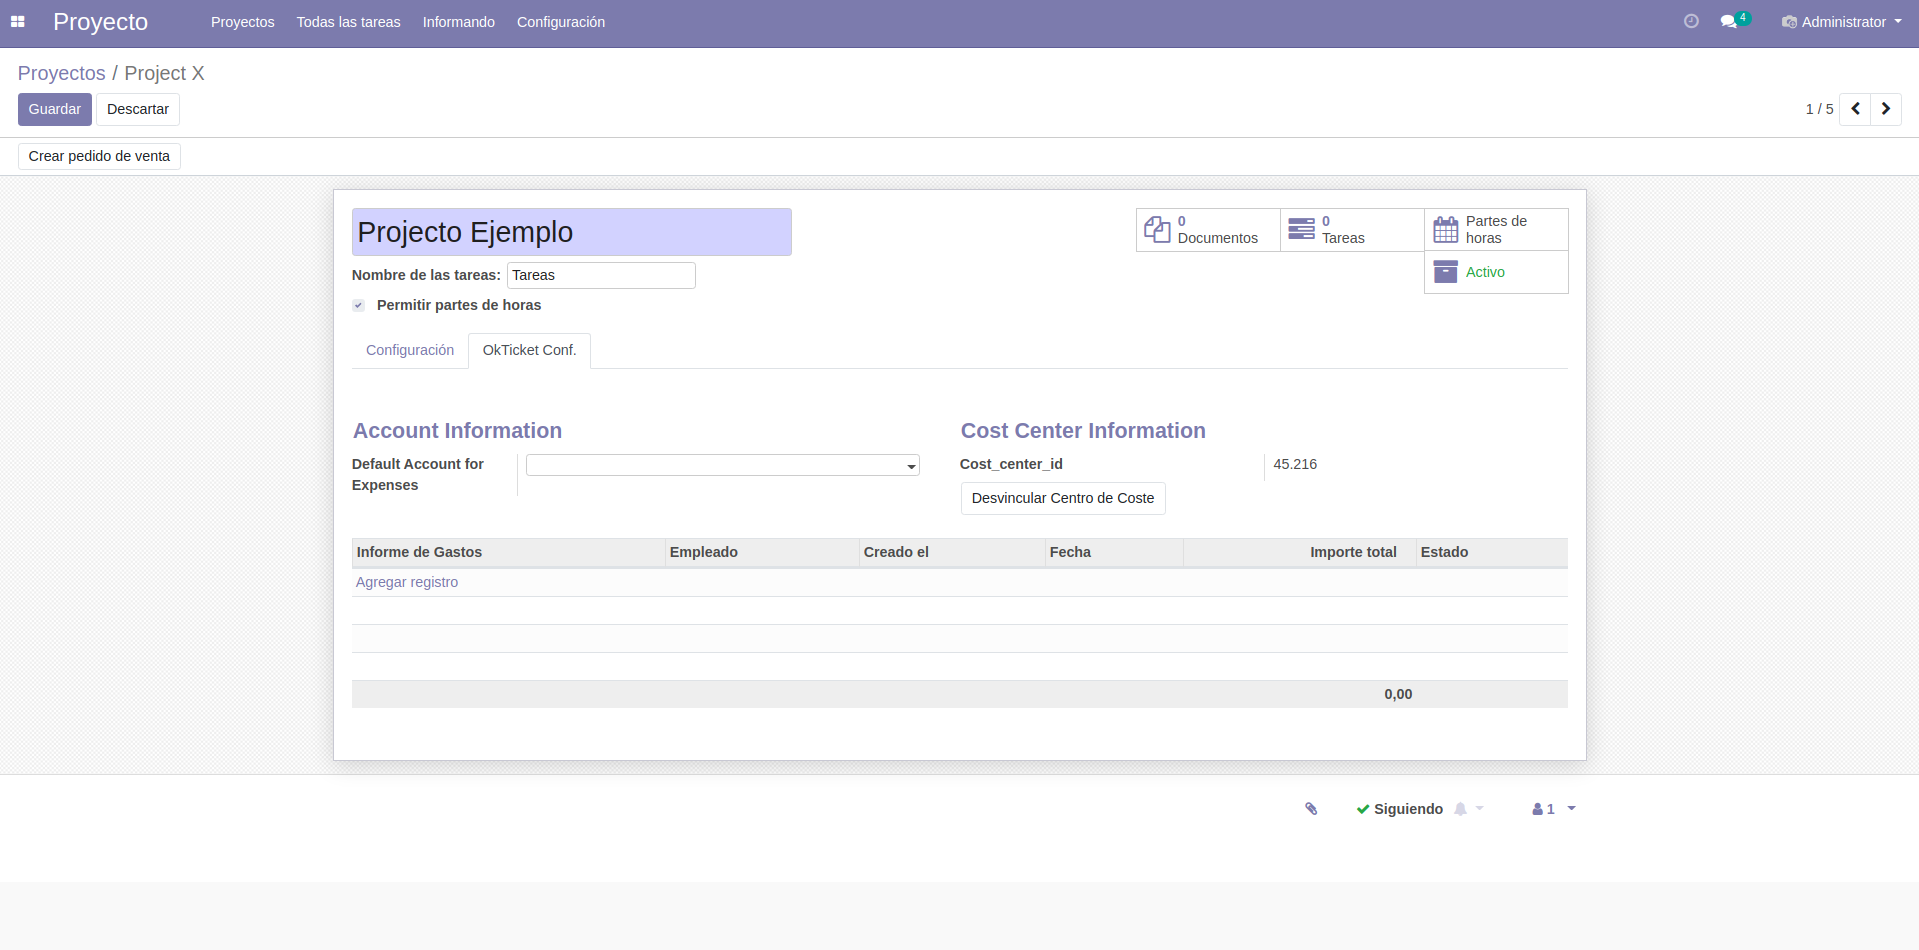 Proyecto Proyectos Todas las tareas Informando Configuración 4 Administrator
Proyectos / Project X
Guardar Descartar 1 / 5
Crear pedido de venta
Projecto Ejemplo
0 Documentos
0 Tareas
Partes de horas
Activo
Nombre de las tareas: Tareas
Permitir partes de horas
Configuración OkTicket Conf.
Account Information
Default Account for
Expenses
Cost Center Information
Cost_center_id 45.216
Desvincular Centro de Coste
Informe de Gastos Empleado Creado el Fecha Importe total Estado
Agregar registro
0,00
Siguiendo 1